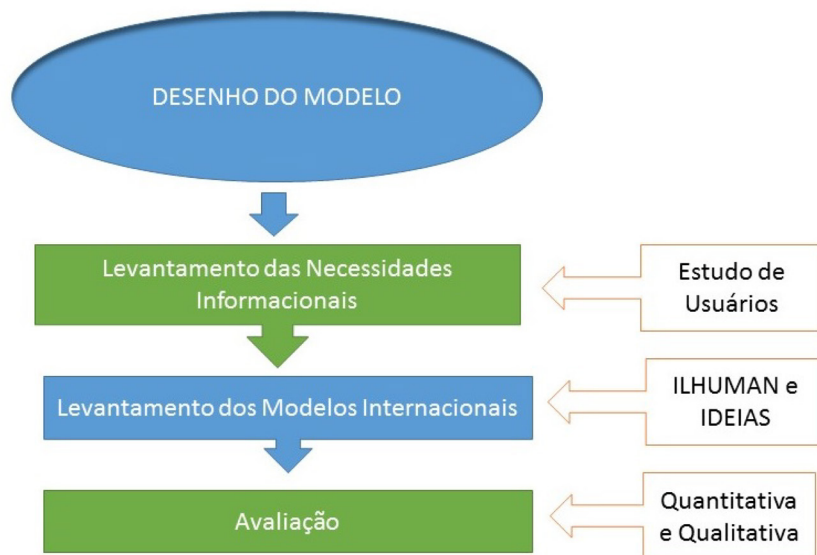 DESENHO DO MODELO
Levantamento das Necessidades
Informacionais
Estudo de
Usuários
Levantamento dos Modelos Internacionais
ILHUMAN e
IDEIAS
Avaliação
Quantitativa
e Qualitativa